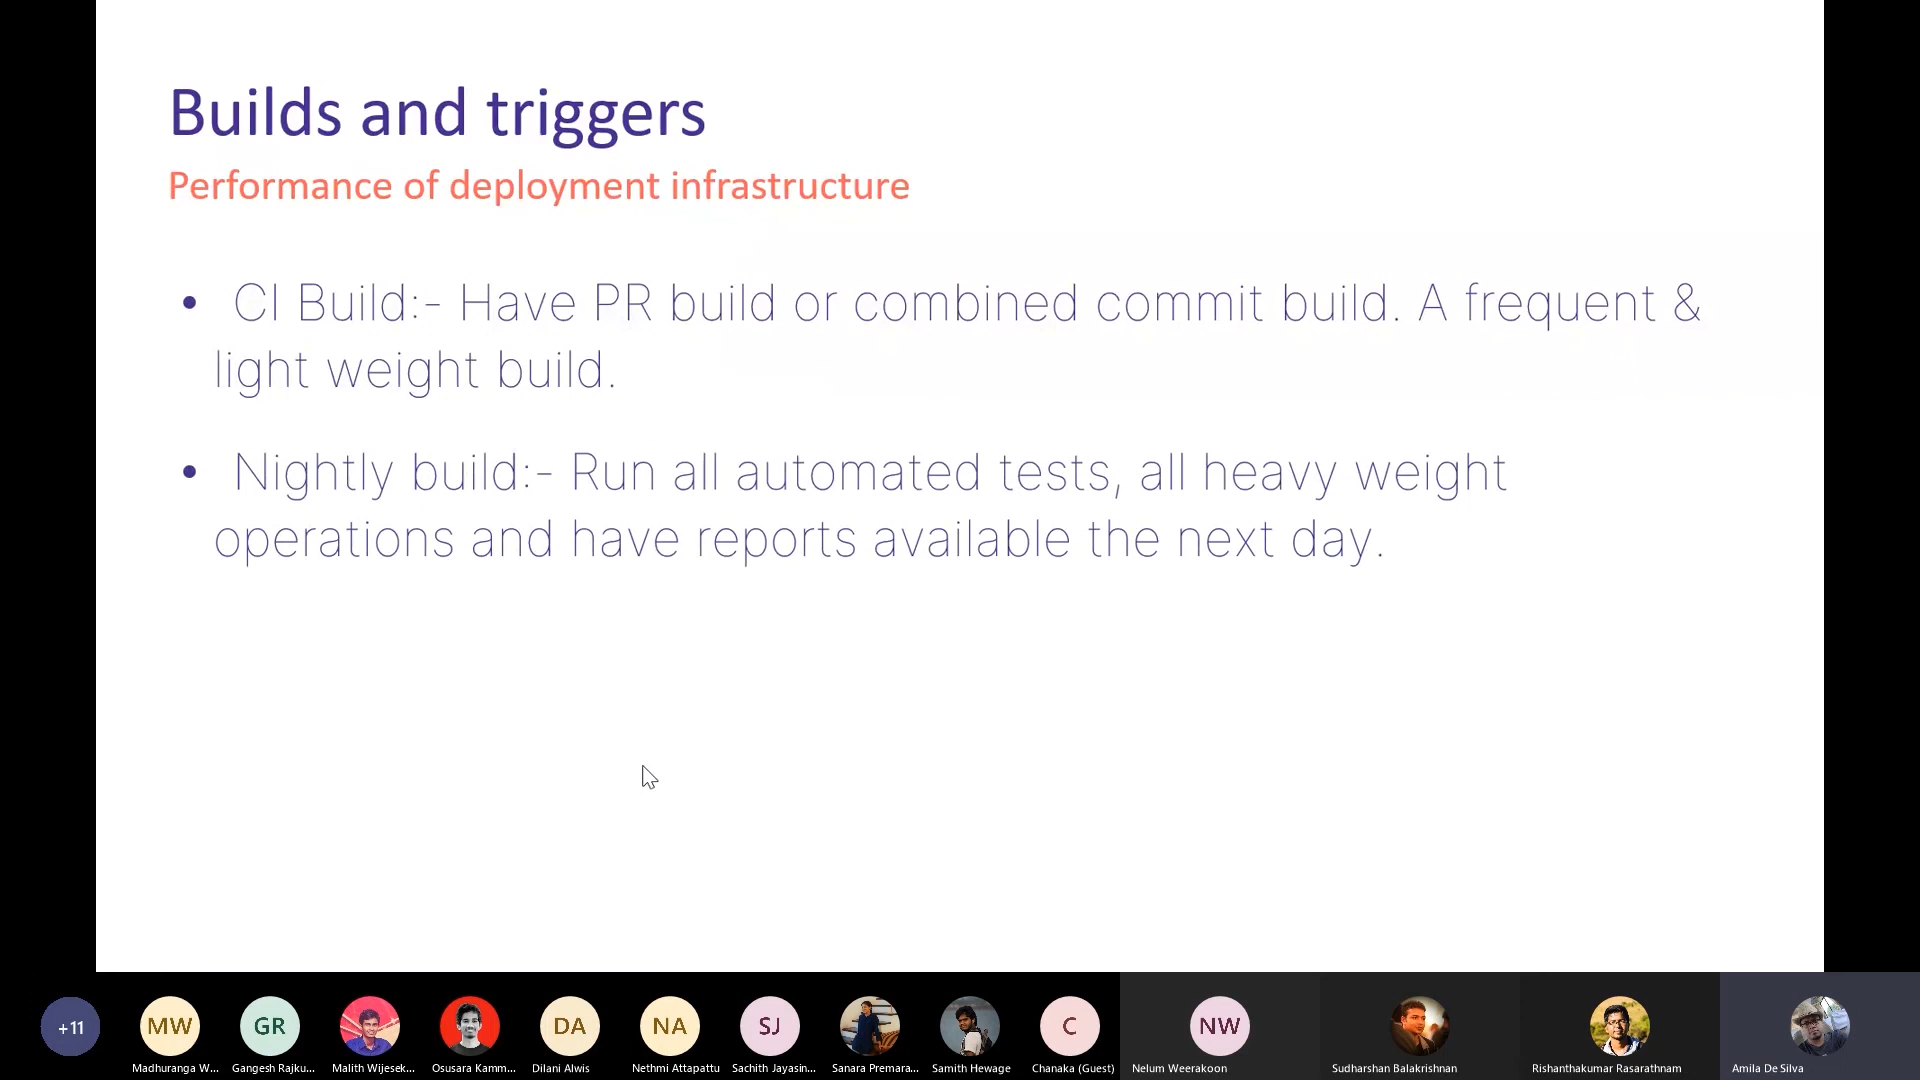 Builds and triggers
Performance of deployment infrastructure
• CI Build:- Have PR build or combined commit build. A frequent &
light weight build.
• Nightly build:- Run all automated tests, all heavy weight
operations and have reports available the next day.
+11 MW GR DA NA SJ C NW
Madhuranga W... Gangesh Rajku... Malith Wijesek... Osusara Kamm... Dilani Alwis Nethmi Attapattu Sachith Jayasin... Sanara Premara... Samith Hewage Chanaka (Guest) Nelum Weerakoon Sudharshan Balakrishnan Rishanthakumar Rasarathnam Amila De Silva